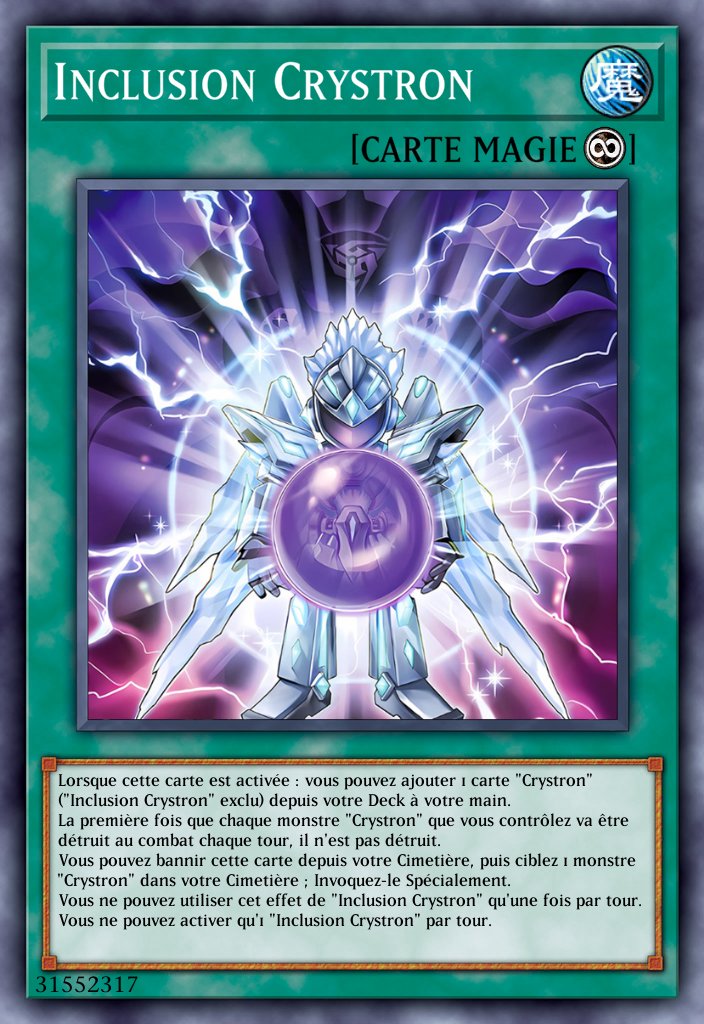 Inclusion Crystron
魔
[CARTE MAGIE ]
Lorsque cette carte est activée : vous pouvez ajouter 1 carte "Crystron"
("Inclusion Crystron" exclu) depuis votre Deck à votre main.
La première fois que chaque monstre "Crystron" que vous contrôlez va être
détruit au combat chaque tour, il n'est pas détruit.
Vous pouvez bannir cette carte depuis votre Cimetière, puis ciblez 1 monstre
"Crystron" dans votre Cimetière ; Invoquez-le Spécialement.
Vous ne pouvez utiliser cet effet de "Inclusion Crystron" qu'une fois par tour.
Vous ne pouvez activer qu'1 "Inclusion Crystron" par tour.
31552317